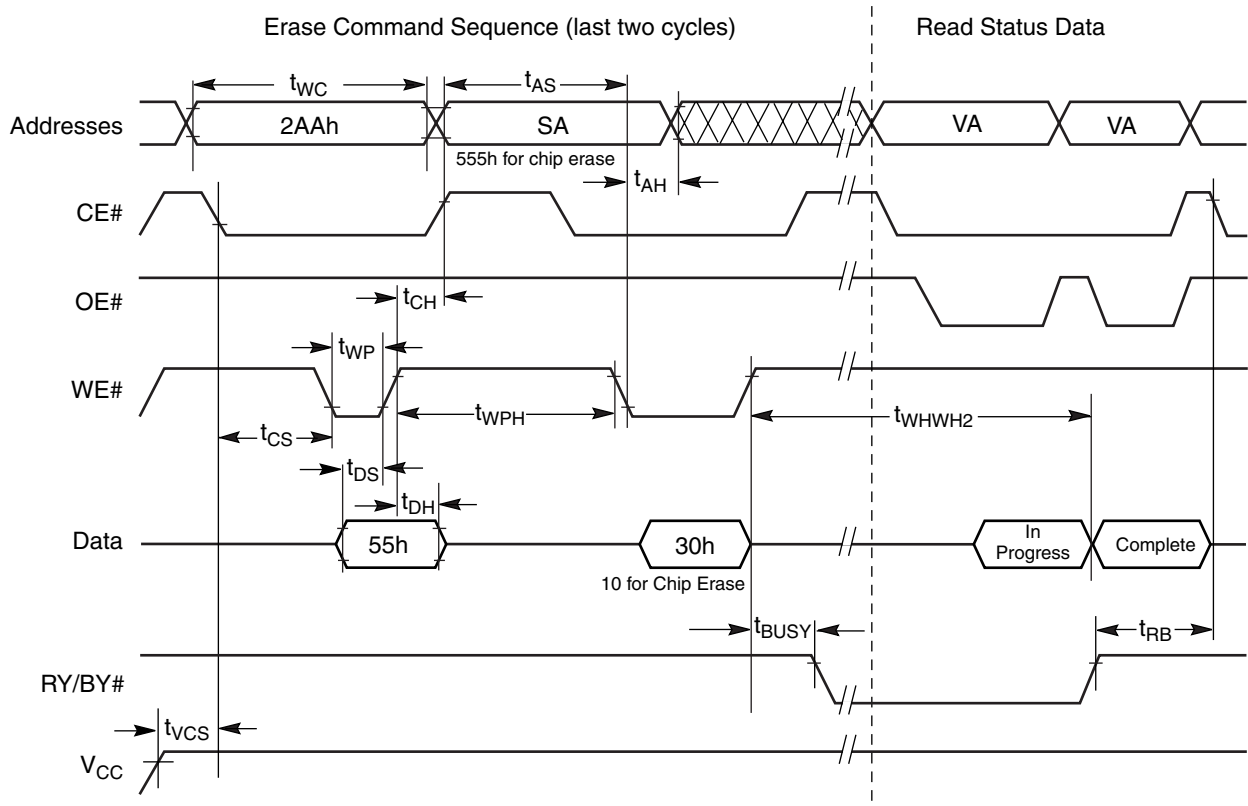 Erase Command Sequence (last two cycles)
Read Status Data
tWC
tAS
Addresses
2AAh
SA
VA
VA
555h for chip erase
tAH
CE#
OE#
tCH
tWP
WE#
tWPH
tWHWH2
tCS
tDS
tDH
Data
55h
30h
In
Progress
Complete
10 for Chip Erase
tBUSY
tRB
RY/BY#
tVCS
VCC